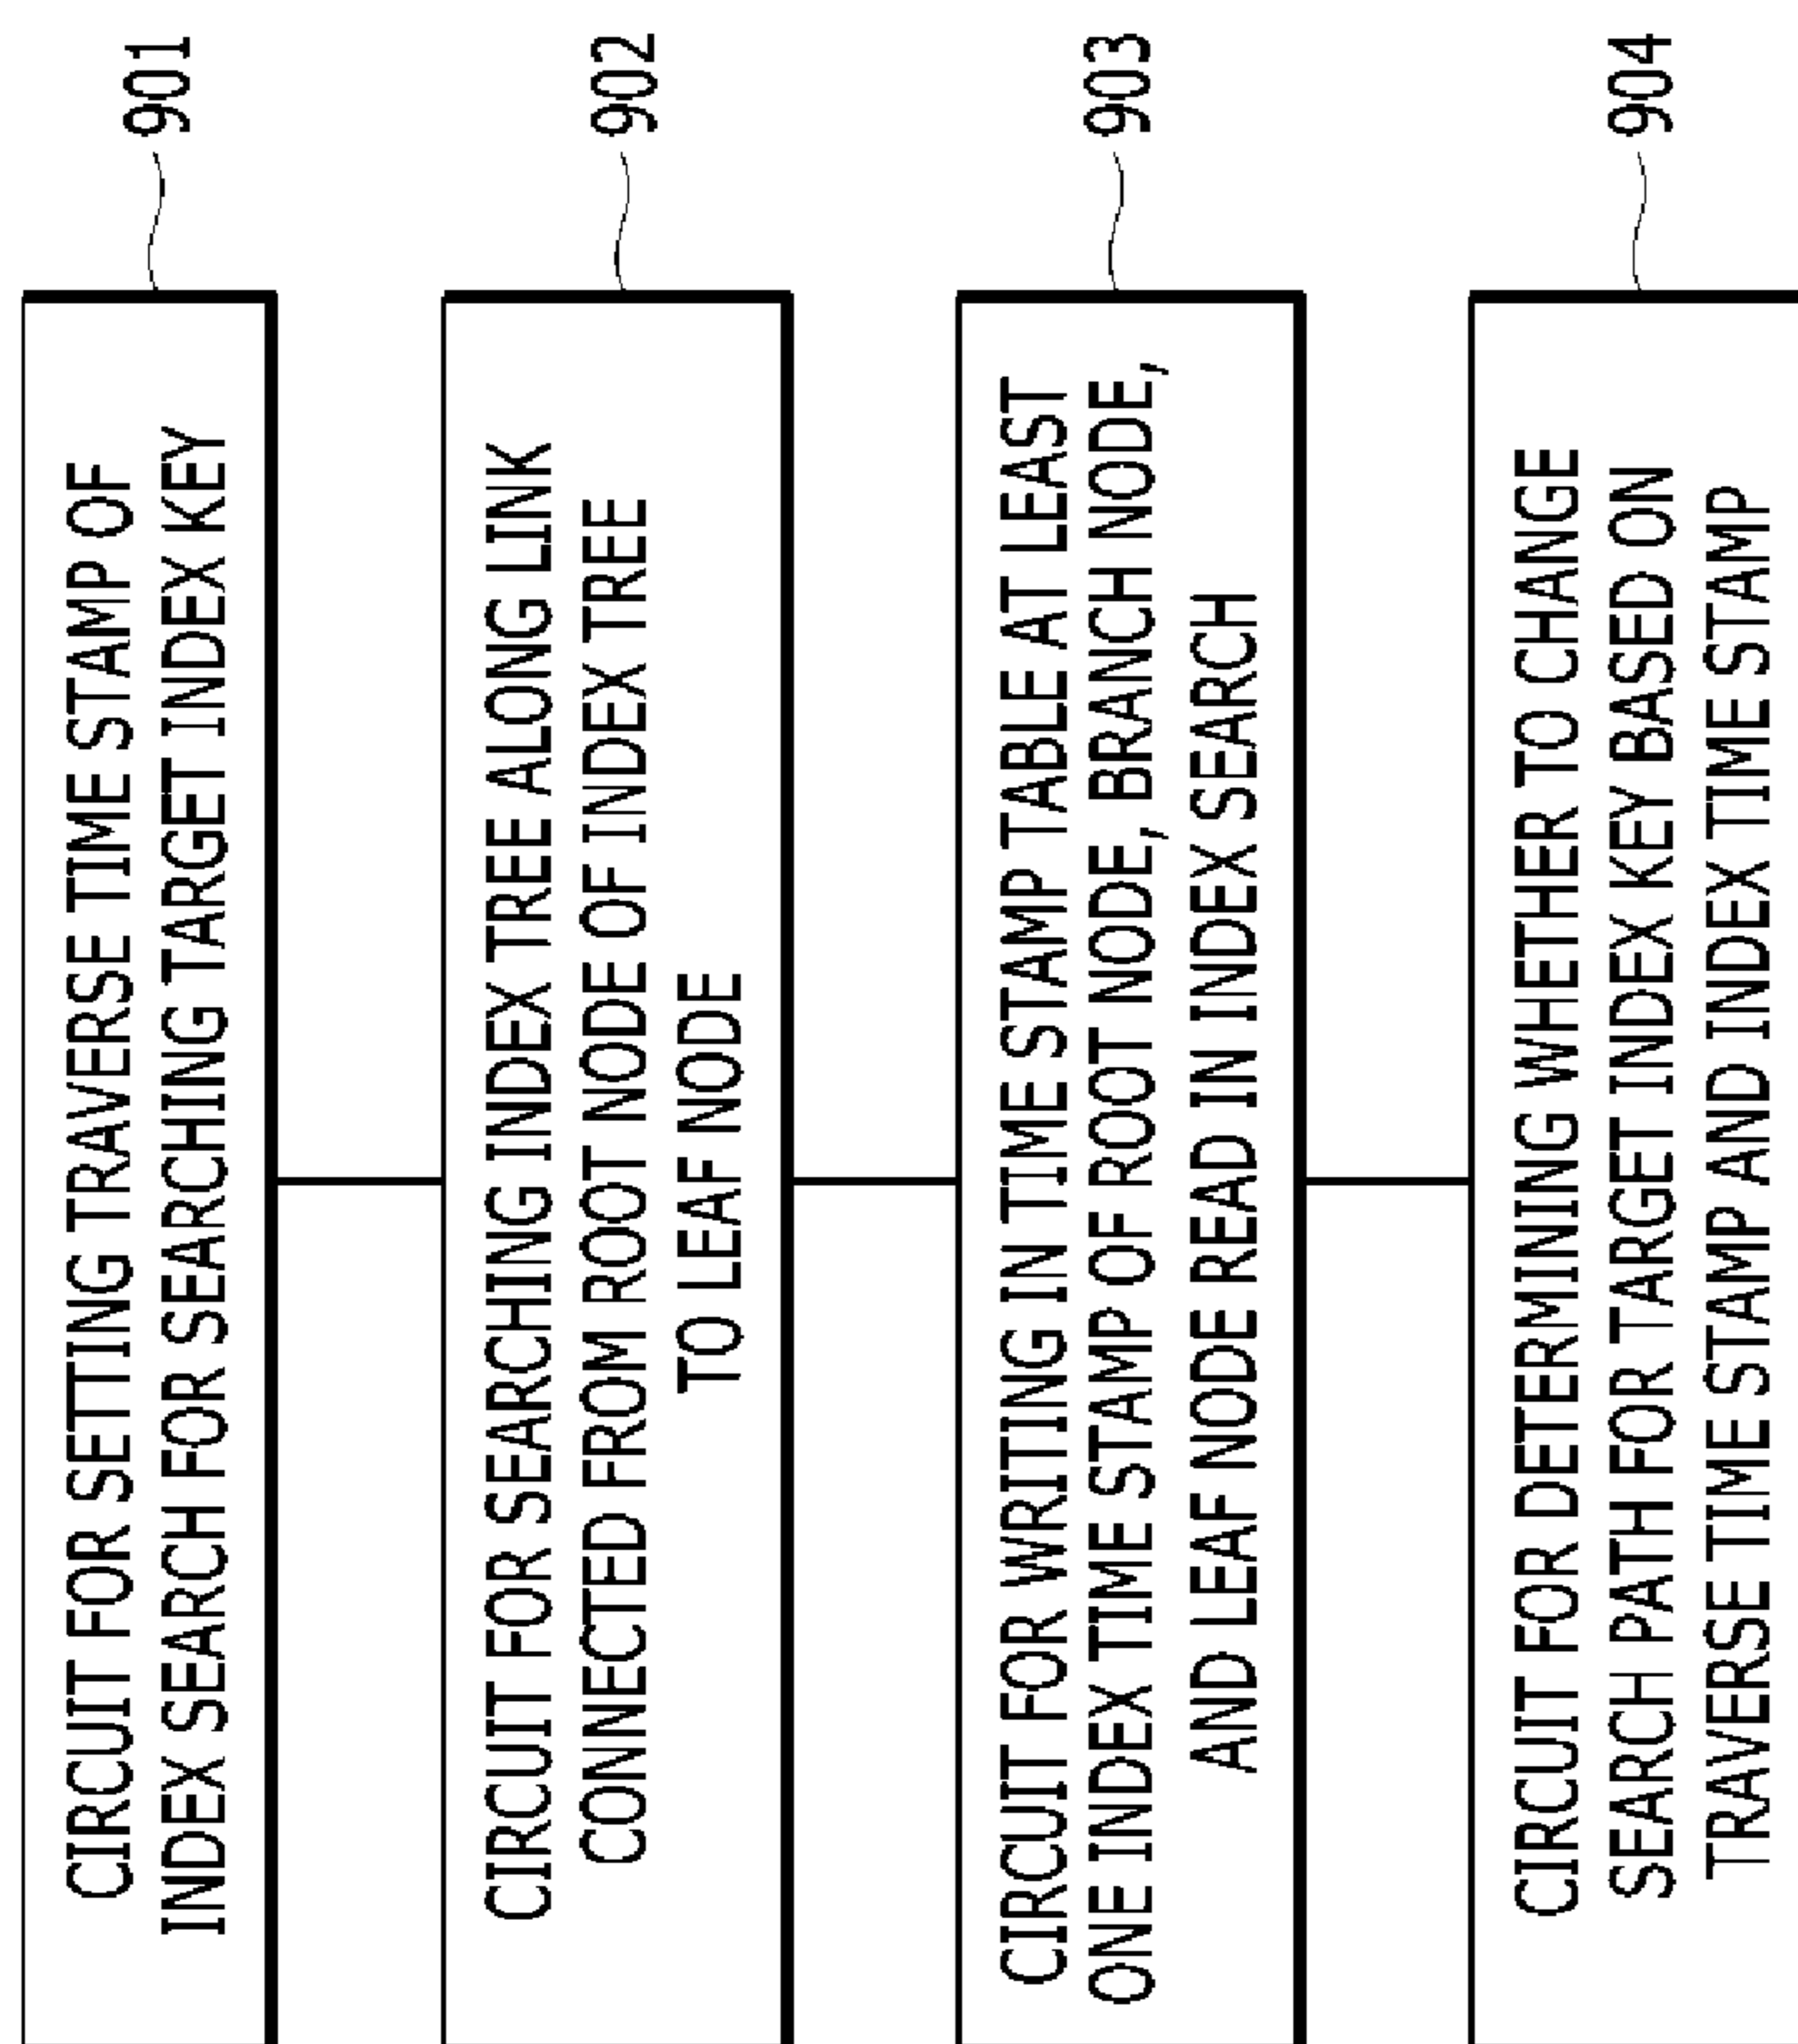 901
CIRCUIT FOR SETTING TRAVERSE TIME STAMP OF
INDEX SEARCH FOR SEARCHING TARGET INDEX KEY
902
CIRCUIT FOR SEARCHING INDEX TREE ALONG LINK
CONNECTED FROM ROOT NODE OF INDEX TREE
TO LEAF NODE
903
CIRCUIT FOR WRITING IN TIME STAMP TABLE AT LEAST
ONE INDEX TIME STAMP OF ROOT NODE, BRANCH NODE,
AND LEAF NODE READ IN INDEX SEARCH
904
CIRCUIT FOR DETERMINING WHETHER TO CHANGE
SEARCH PATH FOR TARGET INDEX KEY BASED ON
TRAVERSE TIME STAMP AND INDEX TIME STAMP